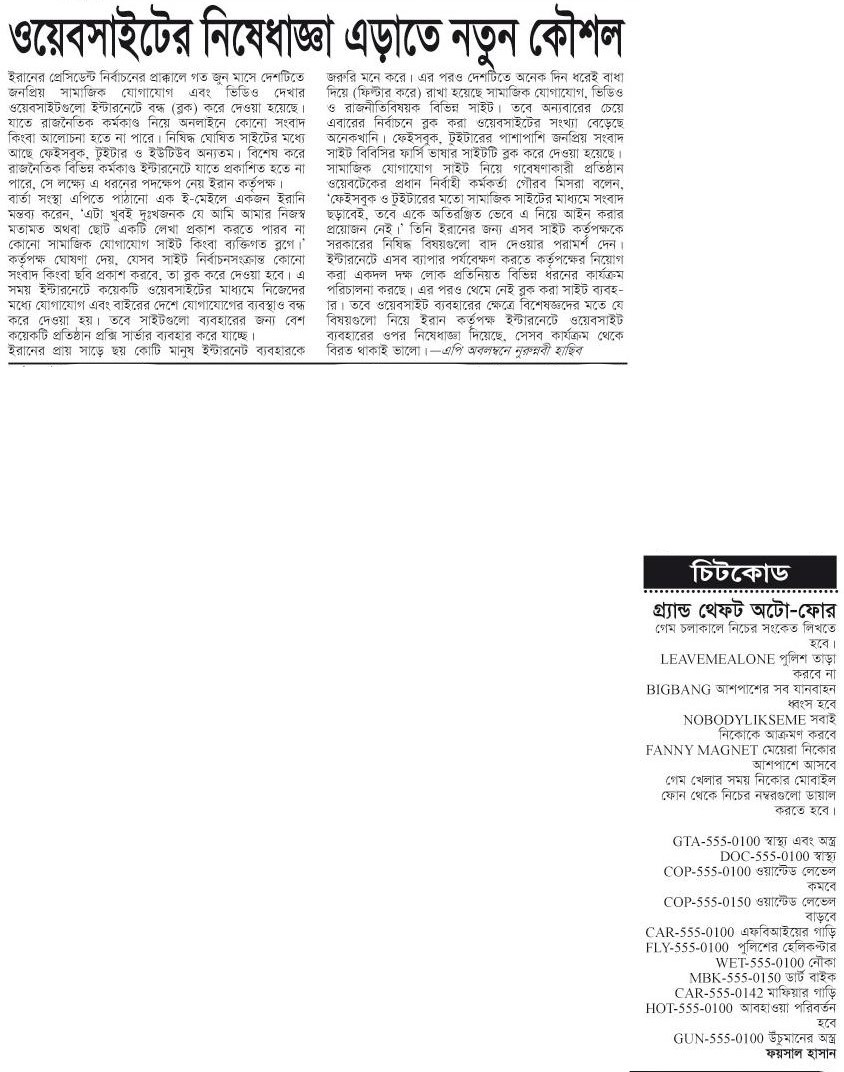 ওয়েবসাইটের নিষেধাজ্ঞা এড়াতে নতুন কৌশল
ইরানের প্রেসিডেন্ট নির্বাচনের প্রাক্কালে গত জুন মাসে দেশটিতে
জনপ্রিয় সামাজিক যোগাযোগ এবং ভিডিও দেখার
ওয়েবসাইটগুলো ইন্টারনেটে বন্ধ (ব্লক) করে দেওয়া হয়েছে।
যাতে রাজনৈতিক কর্মকাণ্ড নিয়ে অনলাইনে কোনো সংবাদ
কিংবা আলোচনা হতে না পারে। নিষিদ্ধ ঘোষিত সাইটের মধ্যে
আছে ফেইসবুক, টুইটার ও ইউটিউব অন্যতম। বিশেষ করে
রাজনৈতিক বিভিন্ন কর্মকণ্ড ইন্টারনেটে যাতে প্রকাশিত হতে না
পারে, সে লক্ষ্যে এ ধরনের পদক্ষেপ নেয় ইরান কর্তৃপক্ষ।
বার্তা সংস্থা এপিতে পাঠানো এক ই-মেইলে একজন ইরানি
মন্তব্য করেন, ‘এটা খুবই দুঃখজনক যে আমি আমার নিজস্ব
মতামত অথবা ছোট একটি লেখা প্রকাশ করতে পারব না
কোনো সামাজিক যোগাযোগ সাইট কিংবা ব্যক্তিগত ব্লগে।’
কর্তৃপক্ষ ঘোষণা দেয়, যেসব সাইট নির্বাচনসংক্রান্ত কোনো
সংবাদ কিংবা ছবি প্রকাশ করবে, তা ব্লক করে দেওয়া হবে। এ
সময় ইন্টারনেটে কয়েকটি ওয়েবসাইটের মাধ্যমে নিজেদের
মধ্যে যোগাযোগ এবং বাইরের দেশে যোগাযোগের ব্যবস্থাও বন্ধ
করে দেওয়া হয়। তবে সাইটগুলো ব্যবহারের জন্য বেশ
কয়েকটি প্রতিষ্ঠান প্রক্সি সার্ভার ব্যবহার করে যাচ্ছে।
ইরানের প্রায় সাড়ে ছয় কোটি মানুষ ইন্টারনেট ব্যবহারকে
জরুরি মনে করে। এর পরও দেশটিতে অনেক দিন ধরেই বাধা
দিয়ে (ফিল্টার করে) রাখা হয়েছে সামাজিক যোগাযোগ, ভিডিও
ও রাজনীতিবিষয়ক বিভিন্ন সাইট। তবে অন্যবারের চেয়ে
এবারের নির্বাচনে ব্লক করা ওয়েবসাইটের সংখ্যা বেড়েছে
অনেকখানি। ফেইসবুক, টুইটারের পাশাপাশি জনপ্রিয় সংবাদ
সাইট বিবিসির ফার্সি ভাষার সাইটটি ব্লক করে দেওয়া হয়েছে।
সামাজিক যোগাযোগ সাইট নিয়ে গবেষণাকারী প্রতিষ্ঠান
ওয়েবটেকের প্রধান নির্বাহী কর্মকর্তা গৌরব মিসরা বলেন,
‘ফেইসবুক ও টুইটারের মতো সামাজিক সাইটের মাধ্যমে সংবাদ
ছড়াবেই, তবে একে অতিরঞ্জিত ভেবে এ নিয়ে আইন করার
প্রয়োজন নেই।’ তিনি ইরানের জন্য এসব সাইট কর্তৃপক্ষকে
সরকারের নিষিদ্ধ বিষয়গুলো বাদ দেওয়ার পরামর্শ দেন।
ইন্টারনেটে এসব ব্যাপার পর্যবেক্ষণ করতে কর্তৃপক্ষের নিয়োগ
করা একদল দক্ষ লোক প্রতিনিয়ত বিভিন্ন ধরনের কার্যক্রম
পরিচালনা করছে। এর পরও থেমে নেই ব্লক করা সাইট ব্যবহ-
ার। তবে ওয়েবসাইট ব্যবহারের ক্ষেত্রে বিশেষজ্ঞদের মতে যে
বিষয়গুলো নিয়ে ইরান কর্তৃপক্ষ ইন্টারনেটে ওয়েবসাইট
ব্যবহারের ওপর নিষেধাজ্ঞা দিয়েছে, সেসব কার্যক্রম থেকে
বিরত থাকাই ভালো।—এপি অবলম্বনে নুরুন্নবী হাছিব
চিটকোড
গ্র্যান্ড থেফট অটো-ফোর
গেম চলাকালে নিচের সংকেত লিখতে
হবে।
LEAVEMEALONE পুলিশ তাড়া
করবে না
BIGBANG আশপাশের সব যানবাহন
ধ্বংস হবে
NOBODYLIKSEME সবাই
নিকোকে আক্রমণ করবে
FANNY MAGNET মেয়েরা নিকোর
আশপাশে আসবে
গেম খেলার সময় নিকোর মোবাইল
ফোন থেকে নিচের নম্বরগুলো ডায়াল
করতে হবে।
GTA-555-0100 স্বাস্থ্য এবং অস্ত্র
DOC-555-0100 স্বাস্থ্য
COP-555-0100 ওয়ান্টেড লেভেল
কমবে
COP-555-0150 ওয়ান্টেড লেভেল
বাড়বে
CAR-555-0100 এফবিআইয়ের গাড়ি
FLY-555-0100 পুলিশের হেলিকপ্টার
WET-555-0100 নৌকা
MBK-555-0150 ডার্ট বাইক
CAR-555-0142 মাফিয়ার গাড়ি
HOT-555-0100 আবহাওয়া পরিবর্তন
হবে
GUN-555-0100 উঁচুমানের অস্ত্র
ফয়সাল হাসান